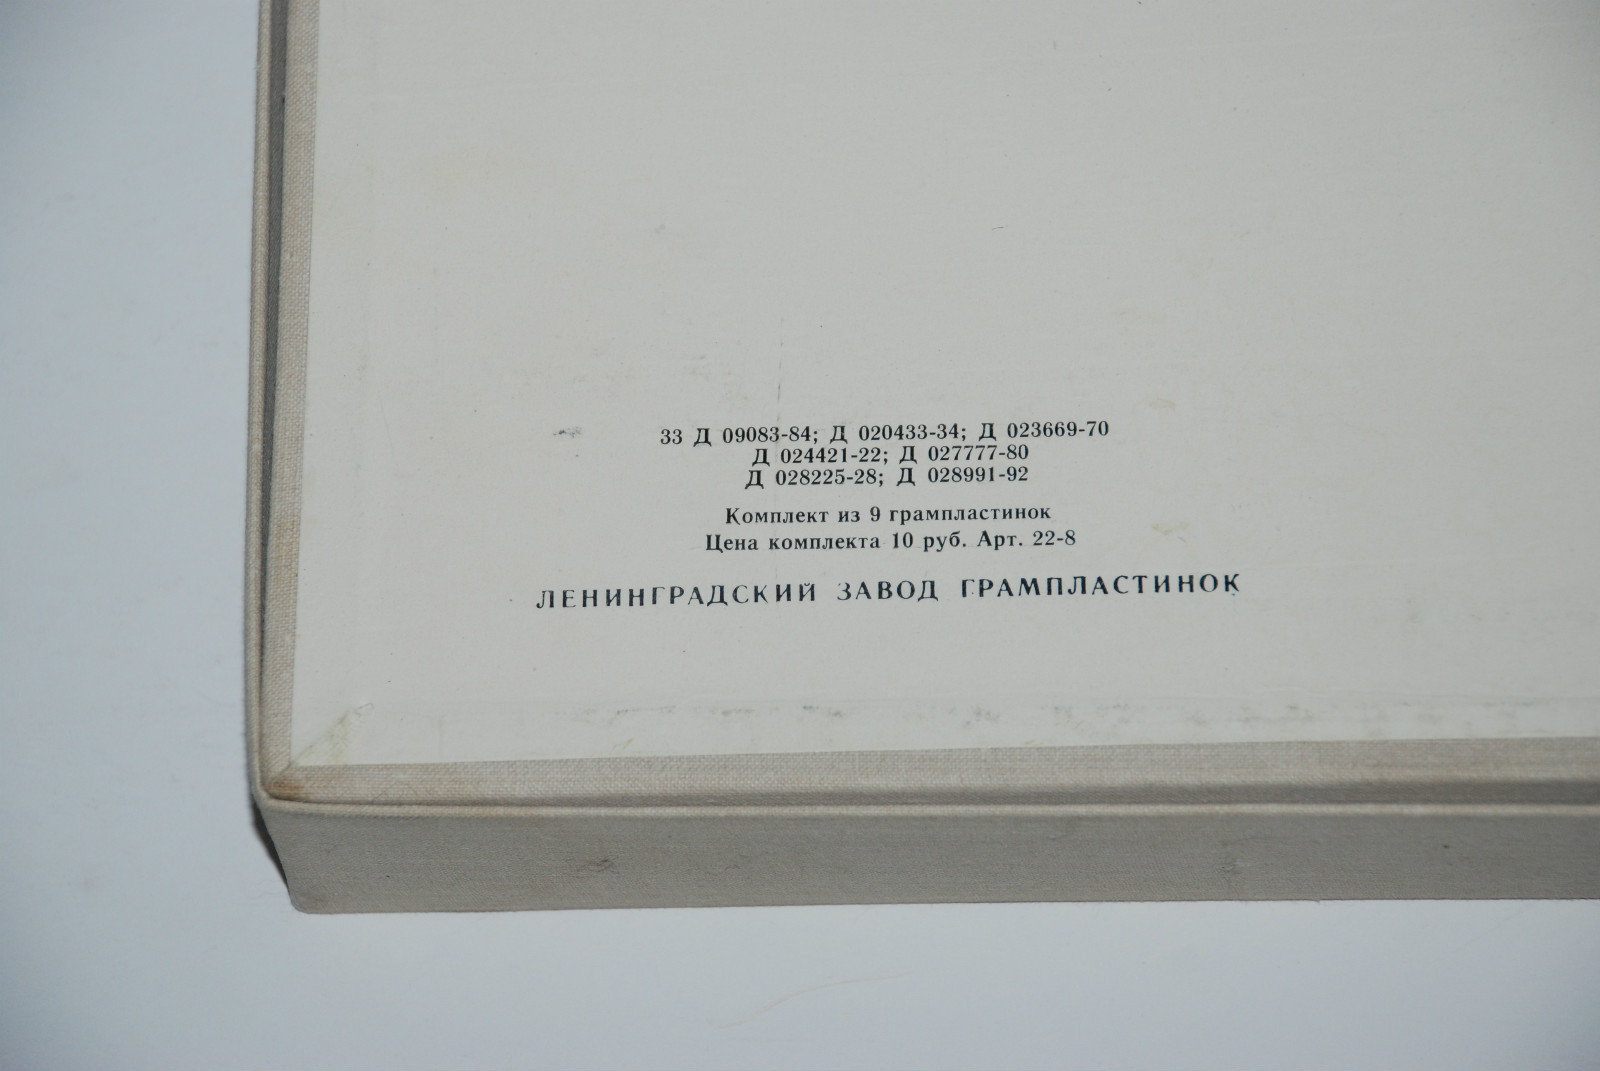 33 Д 09083-84; Д 020433-34; Д 023669-70
Д 024421-22; Д 027777-80
Д 028225-28; Д 028991-92
Комплект из 9 грампластинок
Цена комплекта 10 руб. Арт. 22-8
ЛЕНИНГРАДСКИЙ ЗАВОД ГРАМПЛАСТИНОК